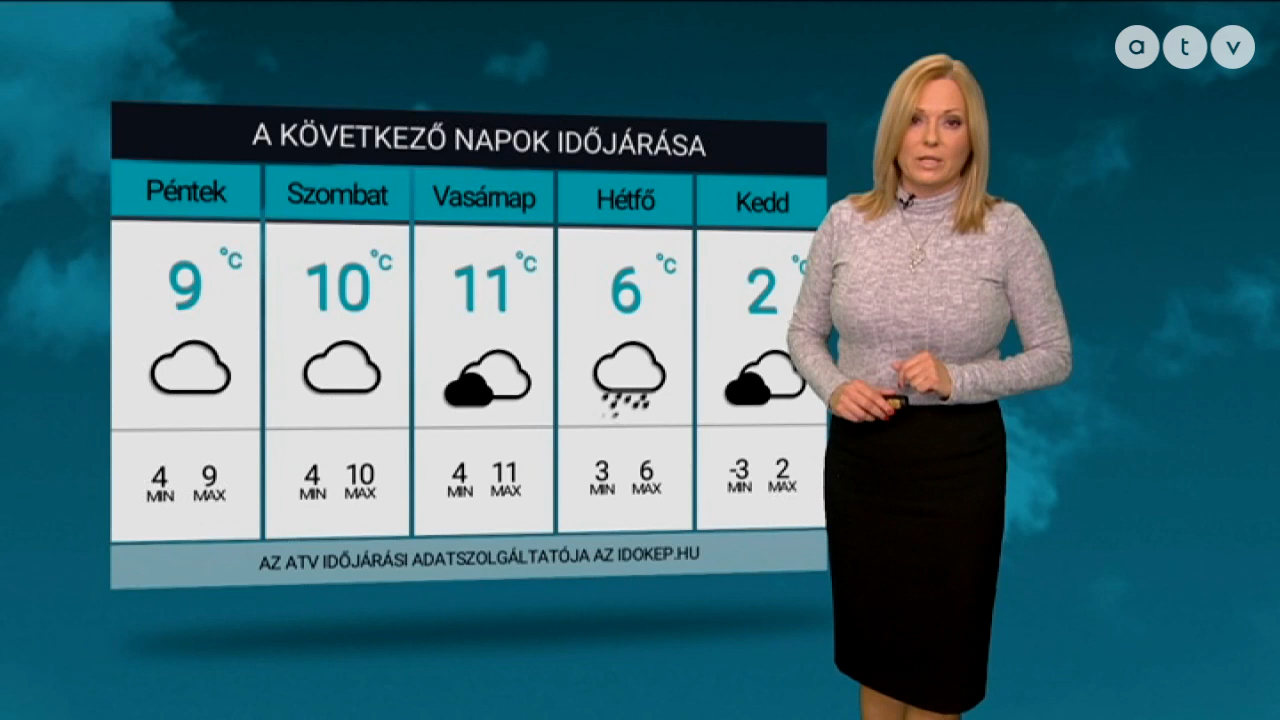 a t v
A KÖVETKEZŐ NAPOK IDŐJÁRÁSA
Péntek Szombat Vasárnap Hétfő Kedd
9 °C 10 °C 11 °C 6 °C 2 °C
4 9 4 10 4 11 3 6 -3 2
MIN MAX MIN MAX MIN MAX MIN MAX MIN MAX
AZ ATV IDŐJÁRÁSI ADATSZOLGÁLTATÓJA AZ IDOKEP.HU